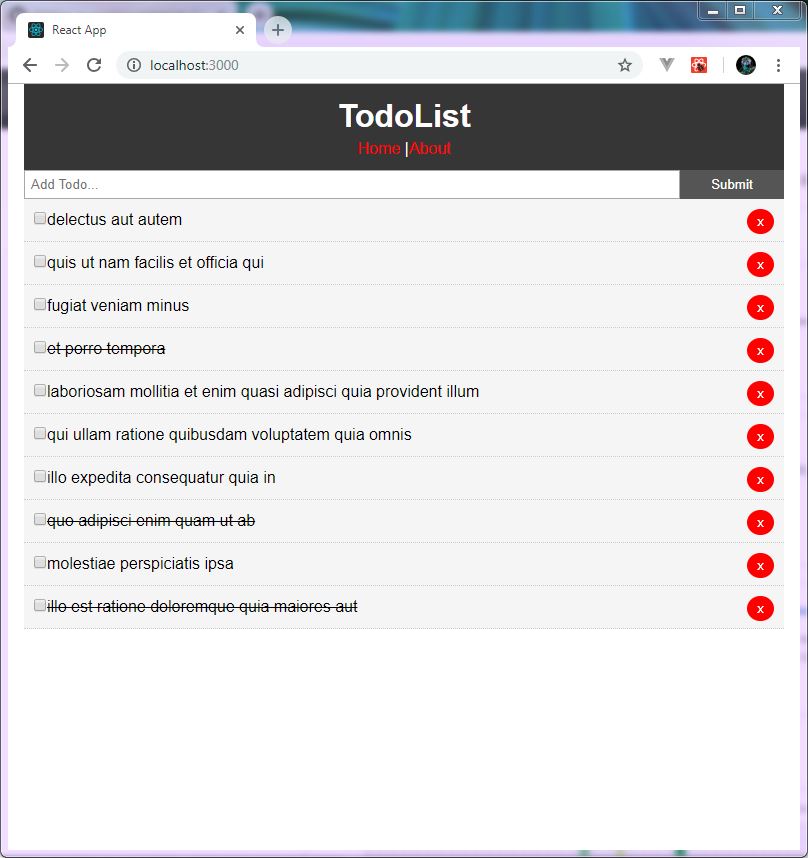 React App
localhost:3000
TodoList
Home |About
Add Todo... Submit
delectus aut autem x
quis ut nam facilis et officia qui x
fugiat veniam minus x
et porro tempora x
laboriosam mollitia et enim quasi adipisci quia provident illum x
qui ullam ratione quibusdam voluptatem quia omnis x
illo expedita consequatur quia in x
quo adipisci enim quam ut ab x
molestiae perspiciatis ipsa x
illo est ratione doloremque quia maiores aut x